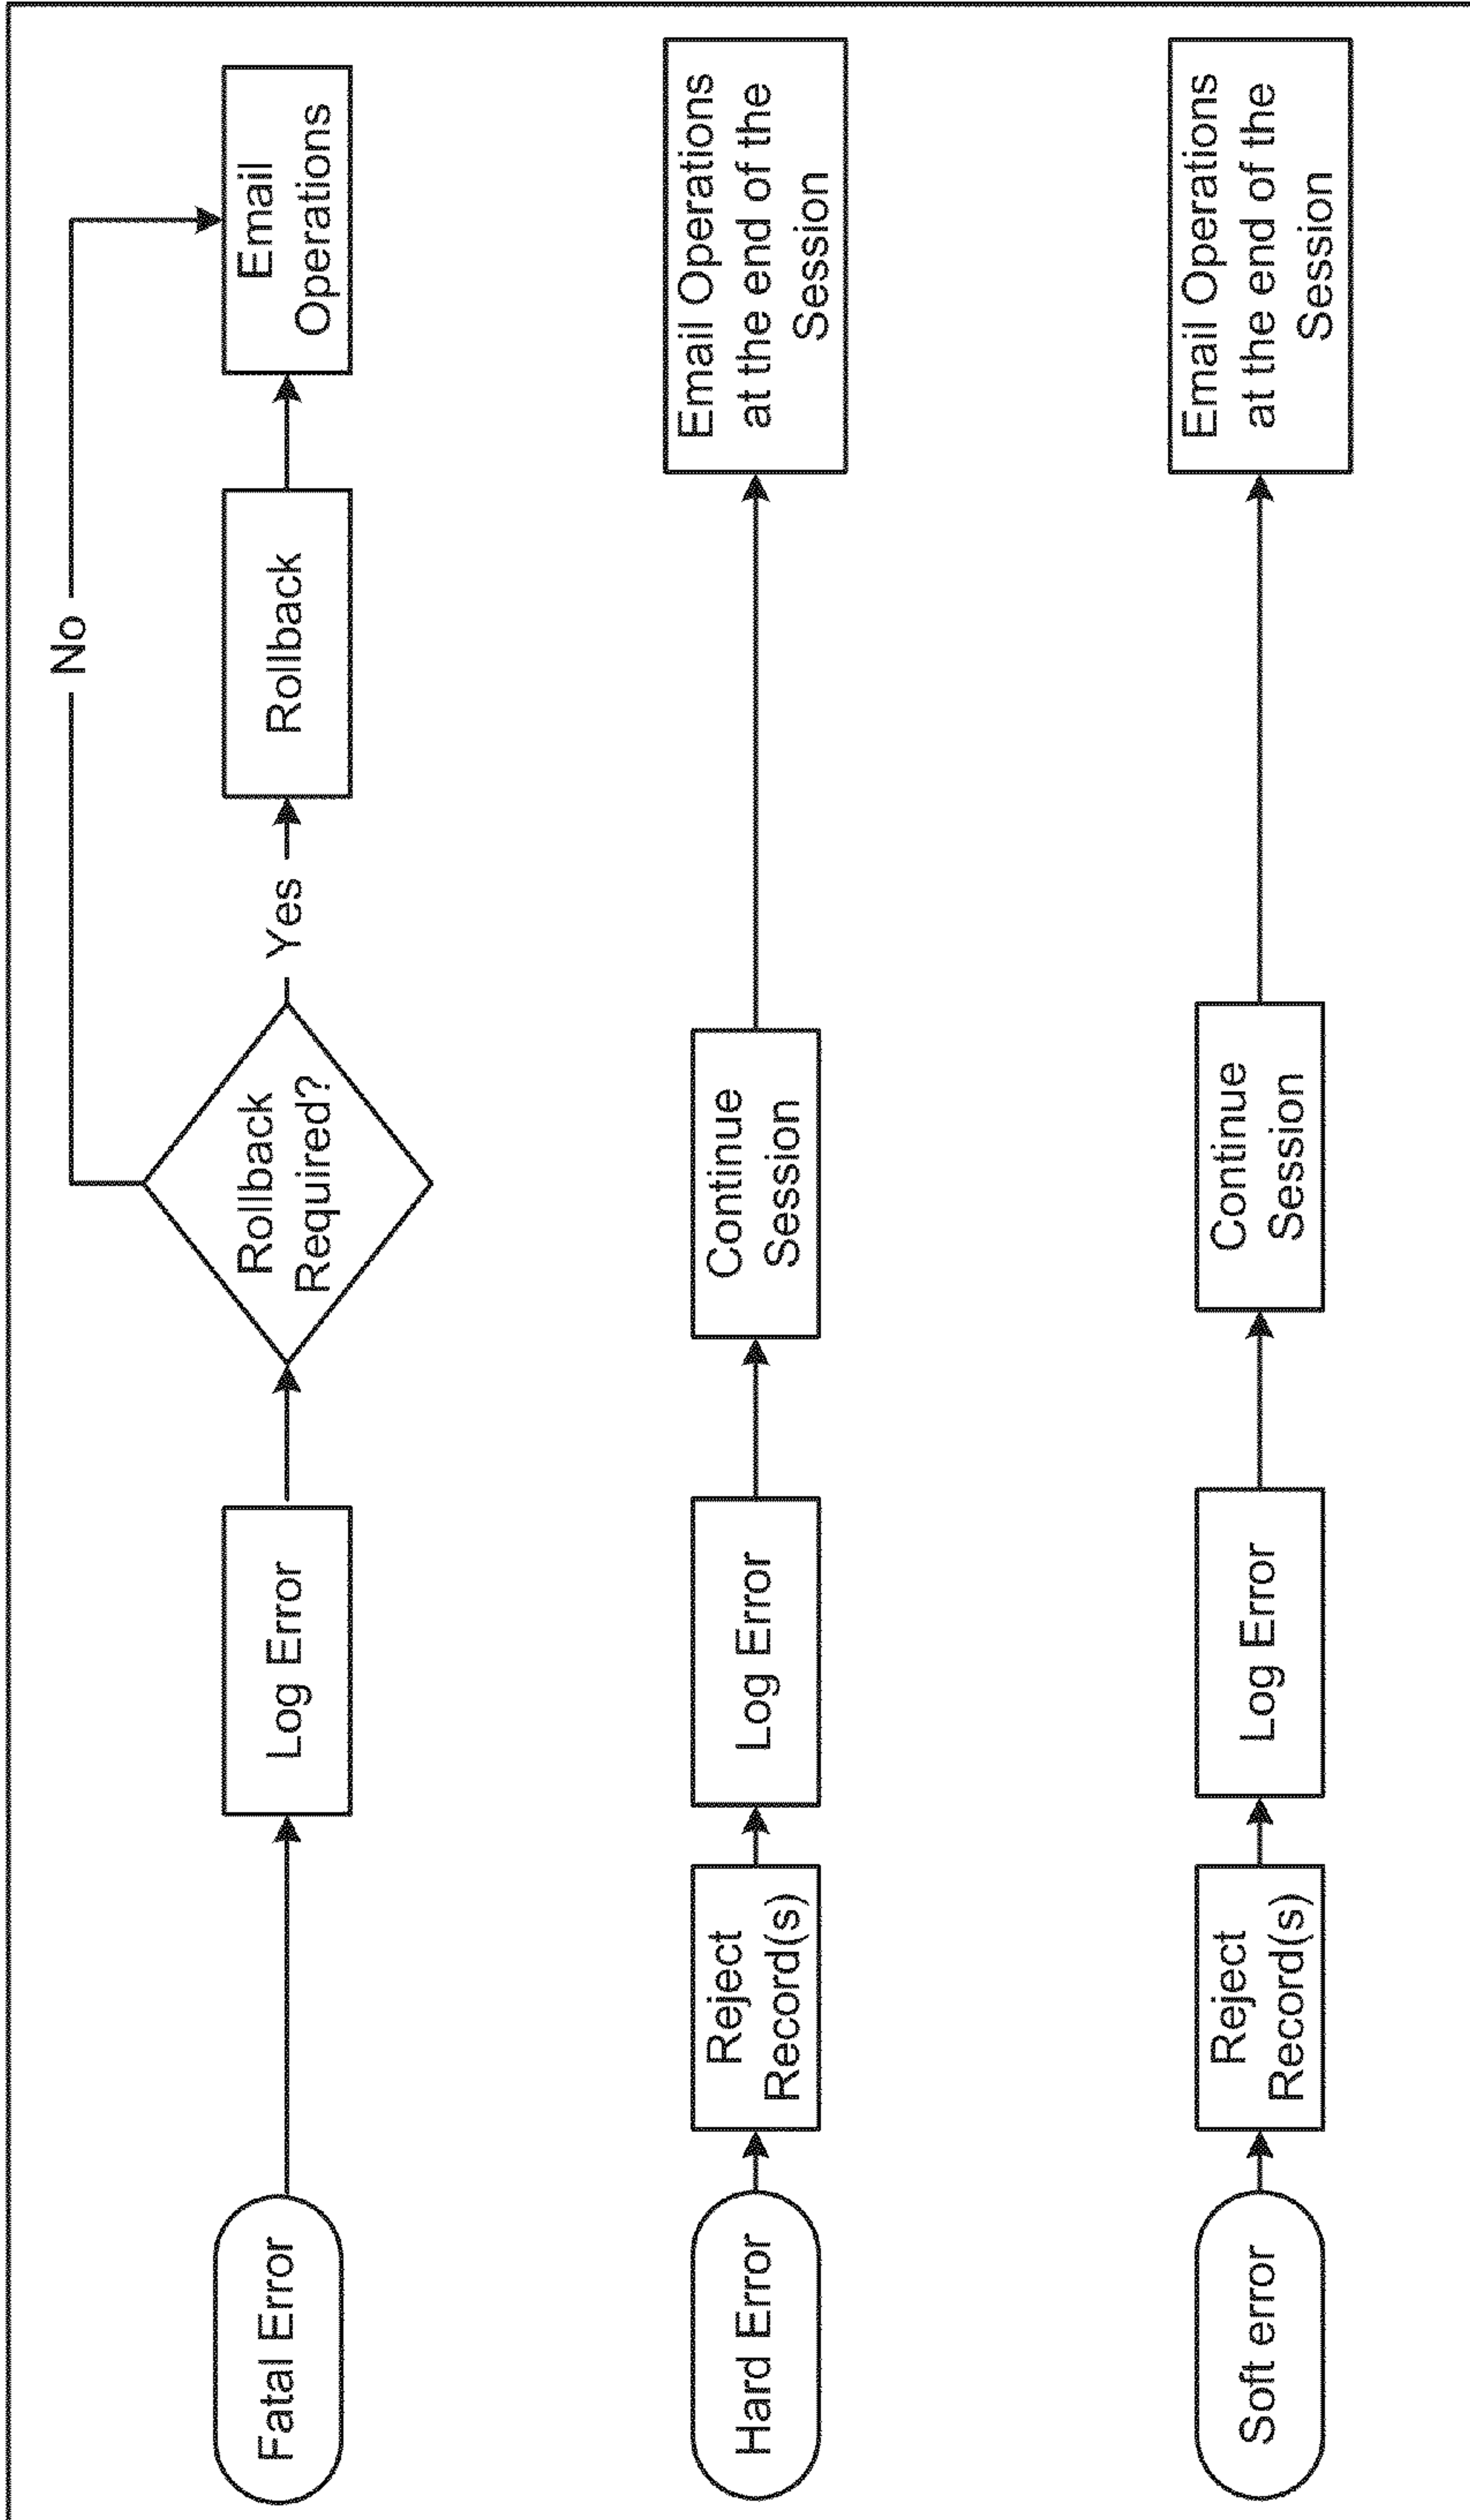 Fatal Error
Log Error
Rollback
Required?
Yes
No
Rollback
Email
Operations
Hard Error
Reject
Record(s)
Log Error
Continue
Session
Email Operations
at the end of the
Session
Soft error
Reject
Record(s)
Log Error
Continue
Session
Email Operations
at the end of the
Session